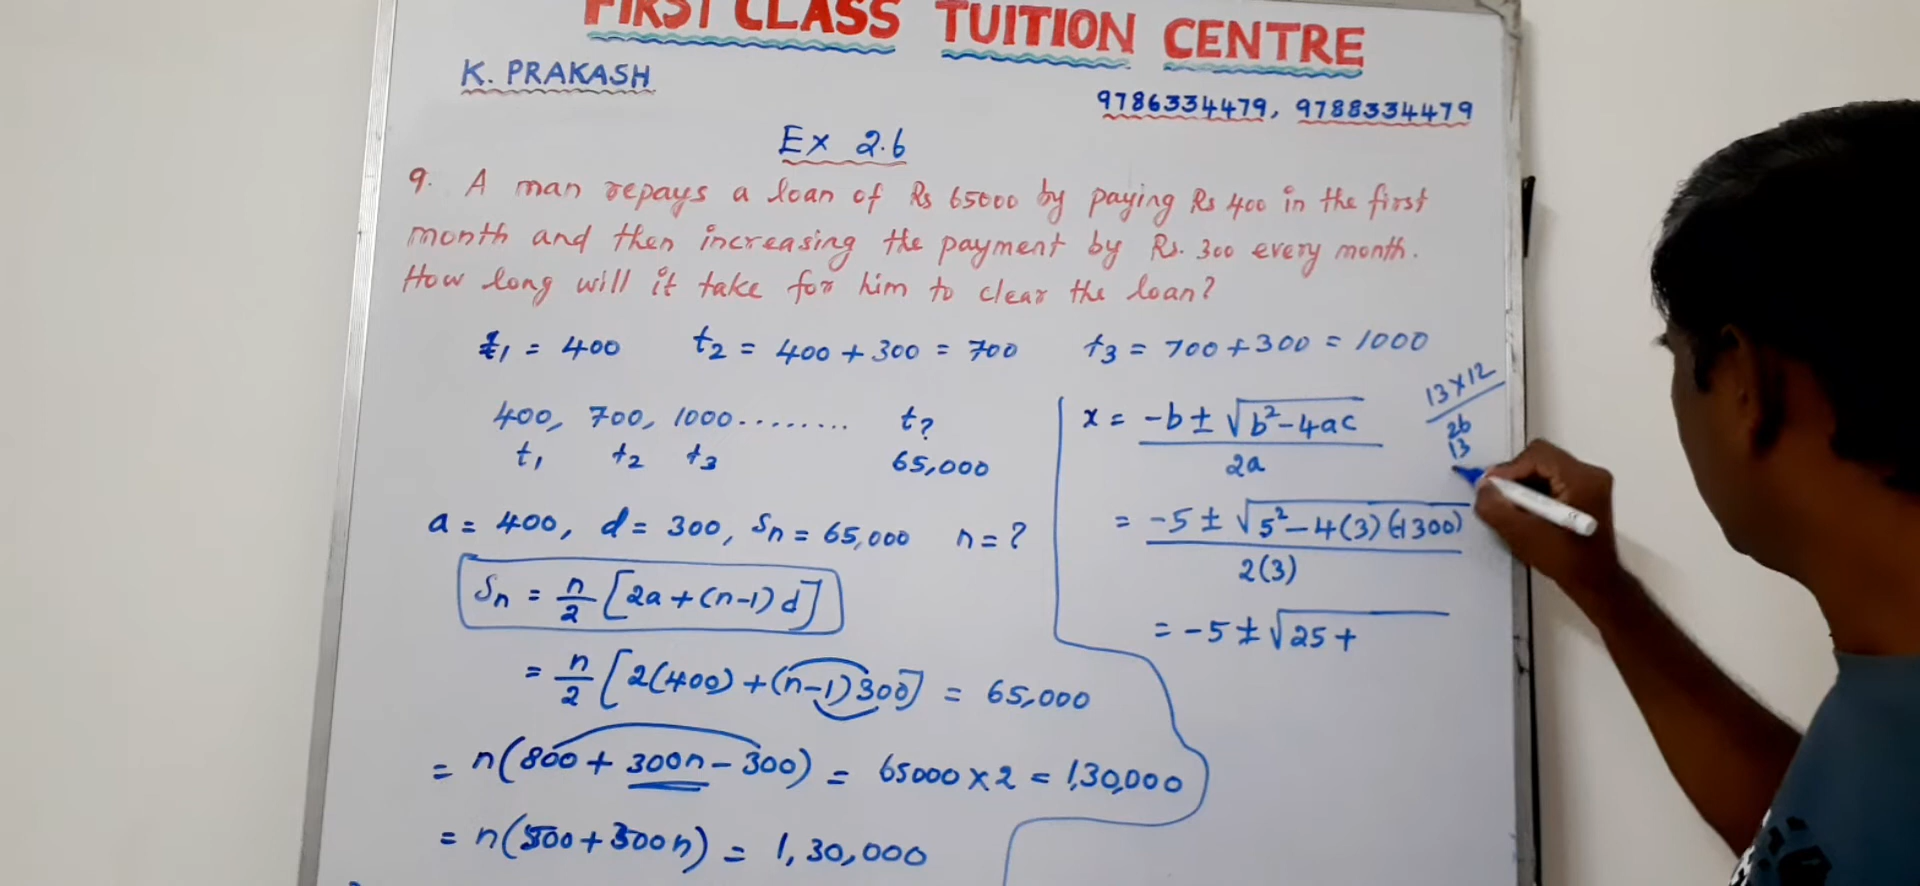 FIRST CLASS TUITION CENTRE
K. PRAKASH
9786334479, 9788334479
Ex 2.6
9. A man repays a loan of Rs 65000 by paying Rs 400 in the first
month and then increasing the payment by Rs. 300 every month.
How long will it take for him to clear the loan?
t₁ = 400 t₂ = 400 + 300 = 700 t₃ = 700 + 300 = 1000
400, 700, 1000........ t?
t₁ t₂ t₃ 65,000
a = 400, d = 300, Sn = 65,000 n = ?
Sn = n/2 [2a + (n-1) d]
= n/2 [2(400) + (n-1)300] = 65,000
= n(800 + 300n - 300) = 65000 × 2 = 1,30,000
= n(500 + 300n) = 1,30,000
x = -b ± √b² - 4ac
2a
= -5 ± √5² - 4(3)(-1300)
2(3)
= -5 ± √25 +
13 × 12
26
13